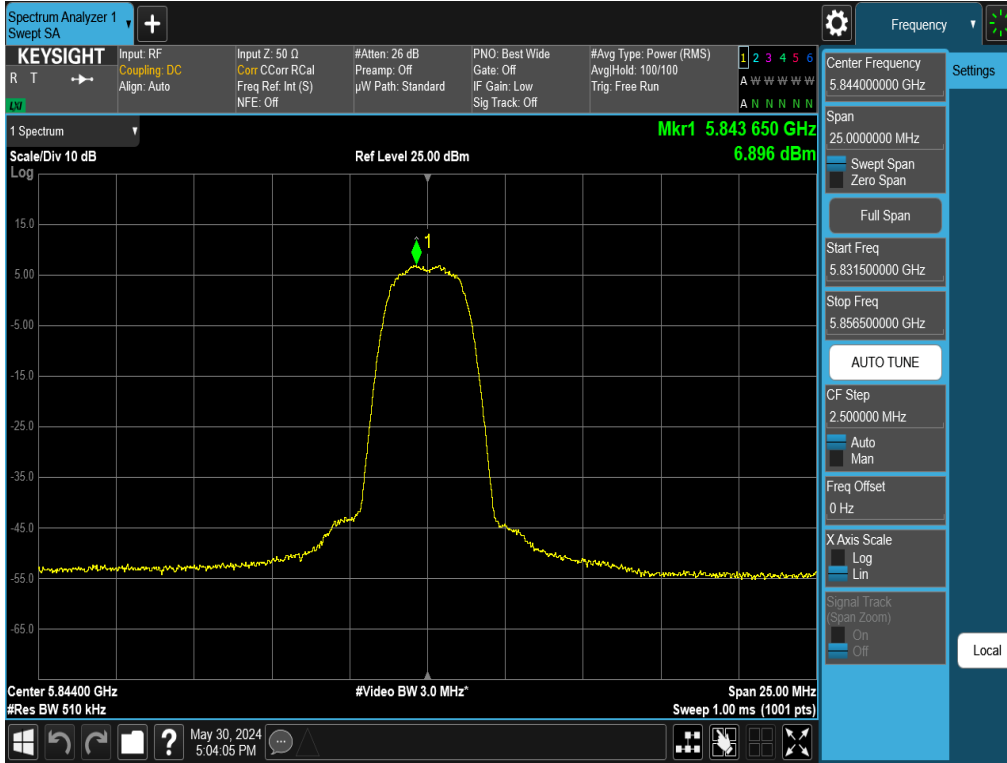 Spectrum Analyzer 1
Swept SA
+
KEYSIGHT
R T
LXI
Input: RF
Coupling: DC
Align: Auto
Input Z: 50 Ω
Corr CCorr RCal
Freq Ref: Int (S)
NFE: Off
#Atten: 26 dB
Preamp: Off
µW Path: Standard
PNO: Best Wide
Gate: Off
IF Gain: Low
Sig Track: Off
#Avg Type: Power (RMS)
Avg|Hold: 100/100
Trig: Free Run
1 2 3 4 5 6
A W W W W W
A N N N N N
1 Spectrum
Scale/Div 10 dB
Log
Ref Level 25.00 dBm
Mkr1 5.843 650 GHz
6.896 dBm
15.0
5.00
-5.00
-15.0
-25.0
-35.0
-45.0
-55.0
-65.0
1
Center 5.84400 GHz
#Res BW 510 kHz
#Video BW 3.0 MHz*
Span 25.00 MHz
Sweep 1.00 ms (1001 pts)
?
May 30, 2024
5:04:05 PM
Frequency
Settings
Center Frequency
5.844000000 GHz
Span
25.0000000 MHz
Swept Span
Zero Span
Full Span
Start Freq
5.831500000 GHz
Stop Freq
5.856500000 GHz
AUTO TUNE
CF Step
2.500000 MHz
Auto
Man
Freq Offset
0 Hz
X Axis Scale
Log
Lin
Signal Track
(Span Zoom)
On
Off
Local